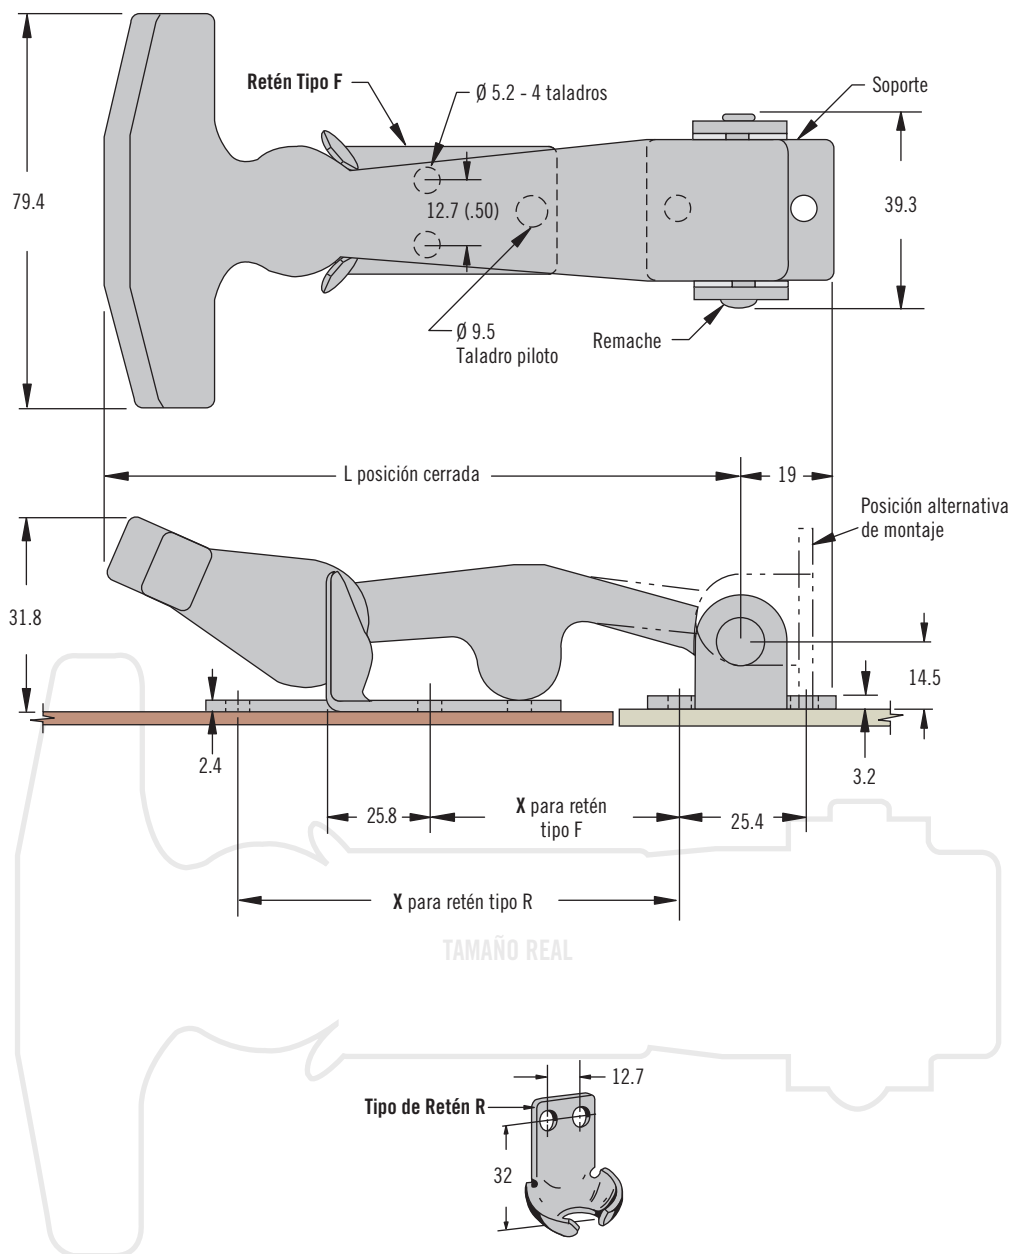 Retén Tipo F
Ø 5.2 - 4 taladros
Soporte
79.4
12.7 (.50)
39.3
Ø 9.5
Taladro piloto
Remache
L posición cerrada
19
Posición alternativa
de montaje
31.8
14.5
2.4
3.2
25.8
X para retén
tipo F
25.4
X para retén tipo R
TAMAÑO REAL
12.7
Tipo de Retén R
32